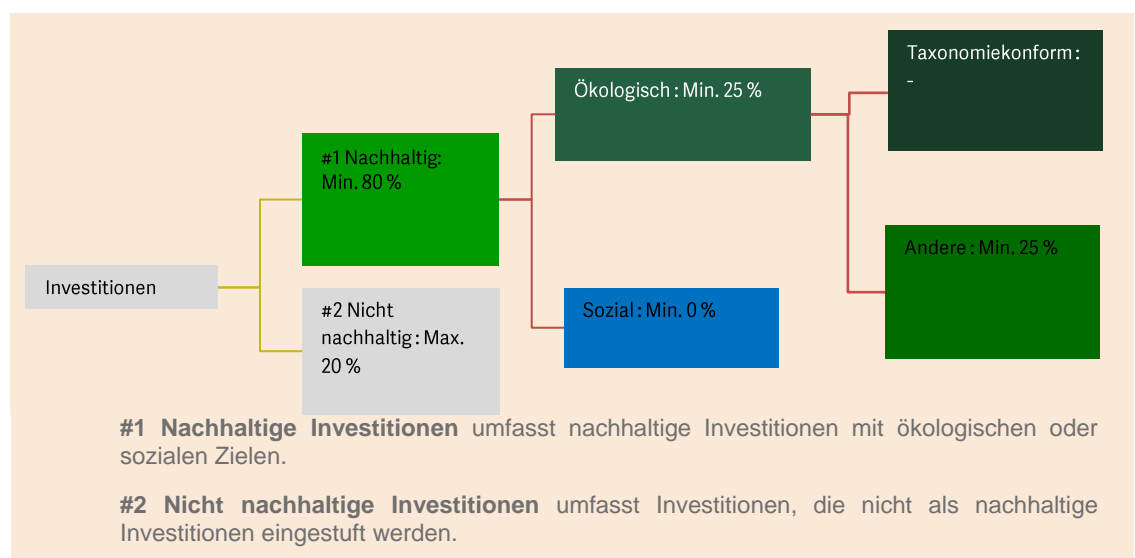 Taxonomiekonform :
-
Ökologisch : Min. 25 %
#1 Nachhaltig:
Min. 80 %
Andere : Min. 25 %
Investitionen
#2 Nicht
nachhaltig : Max.
20 %
Sozial : Min. 0 %
#1 Nachhaltige Investitionen umfasst nachhaltige Investitionen mit ökologischen oder
sozialen Zielen.
#2 Nicht nachhaltige Investitionen umfasst Investitionen, die nicht als nachhaltige
Investitionen eingestuft werden.